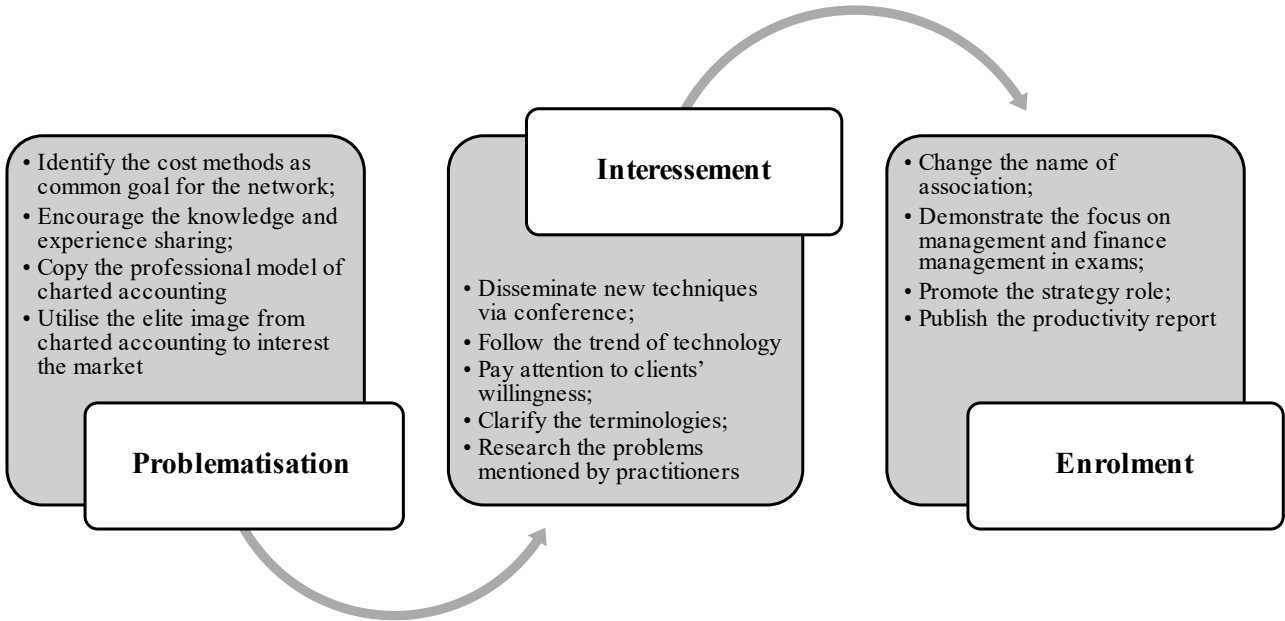 • Identify the cost methods as
common goal for the network;
• Encourage the knowledge and
experience sharing;
• Copy the professional model of
charted accounting
• Utilise the elite image from
charted accounting to interest
the market
Problematisation
Interessement
• Disseminate new techniques
via conference;
• Follow the trend of technology
• Pay attention to clients’
willingness;
• Clarify the terminologies;
• Research the problems
mentioned by practitioners
• Change the name of
association;
• Demonstrate the focus on
management and finance
management in exams;
• Promote the strategy role;
• Publish the productivity report
Enrolment